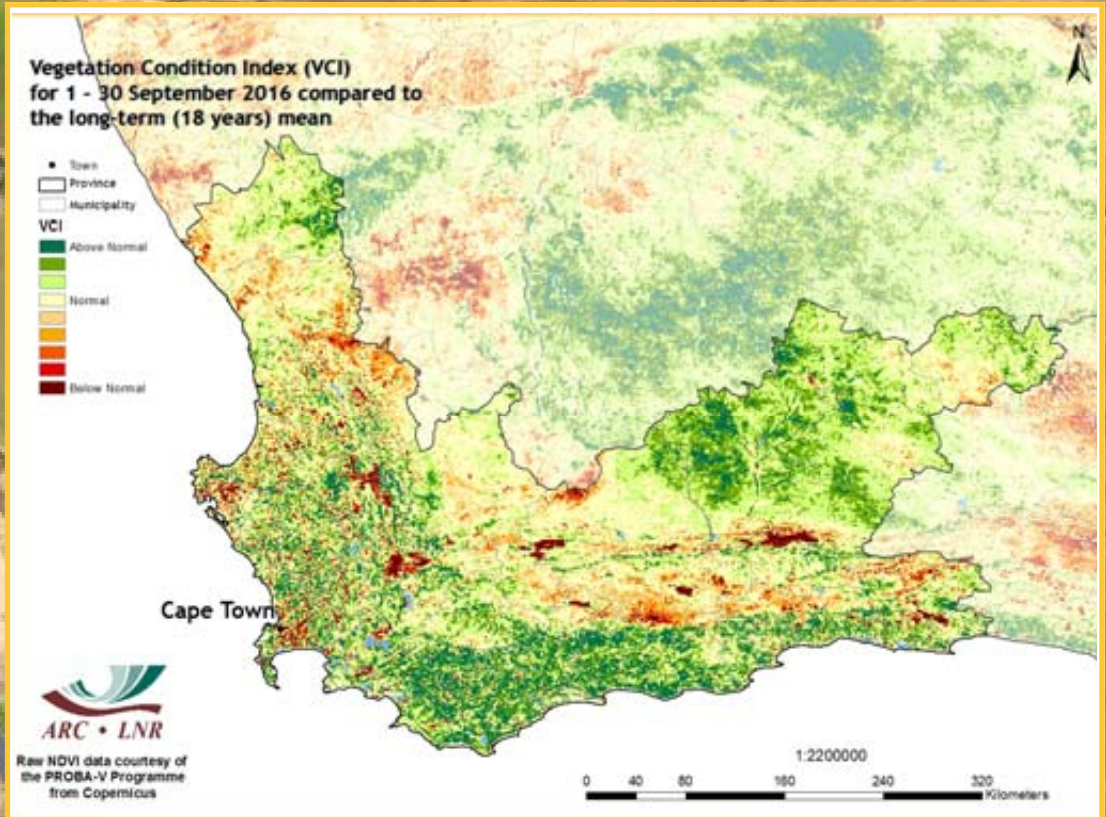 Vegetation Condition Index (VCI)
for 1 - 30 September 2016 compared to
the long-term (18 years) mean
N
Town
Province
Municipality
VCI
Above Normal
Normal
Below Normal
Cape Town
ARC • LNR
Raw NDVI data courtesy of
the PROBA-V Programme
from Copernicus
1:2200000
0 40 80 160 240 320
Kilometers